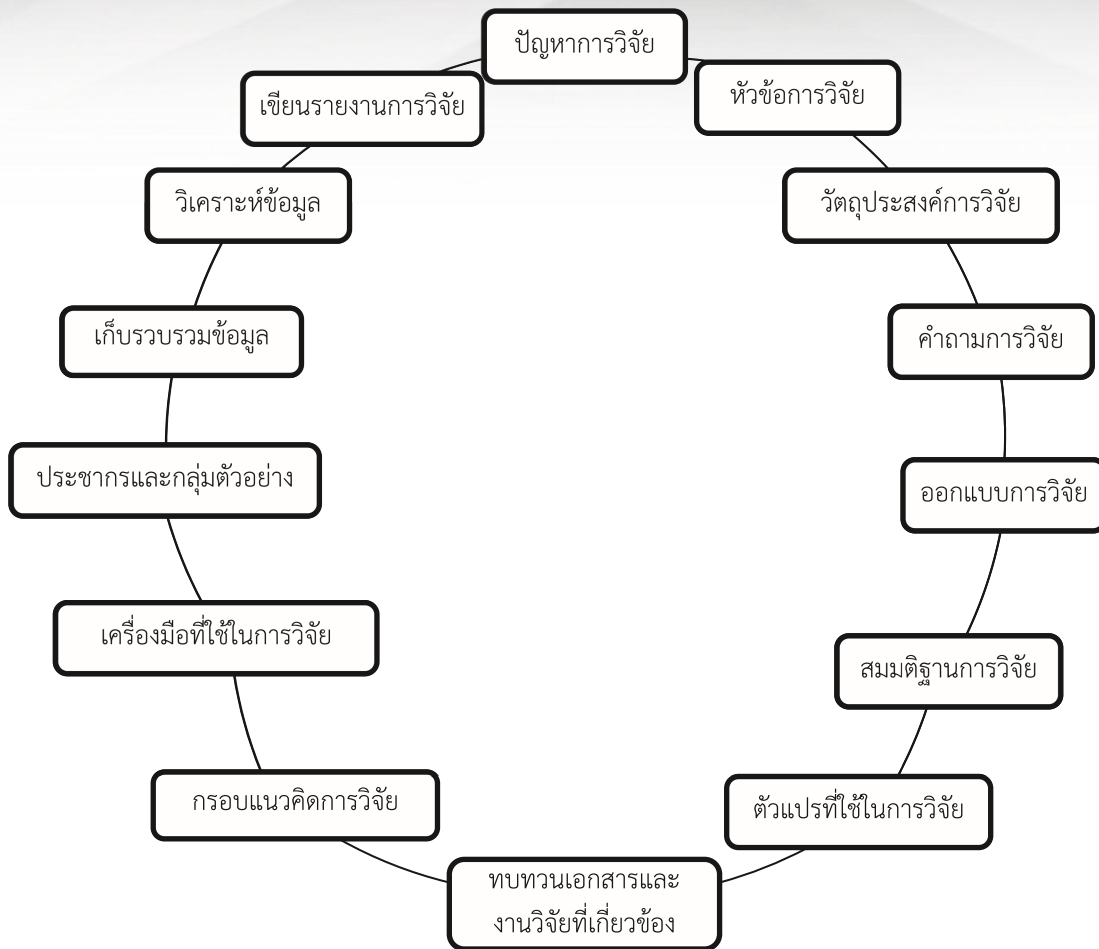 ปัญหาการวิจัย
หัวข้อการวิจัย
วัตถุประสงค์การวิจัย
คำถามการวิจัย
ออกแบบการวิจัย
สมมติฐานการวิจัย
ตัวแปรที่ใช้ในการวิจัย
ทบทวนเอกสารและ
งานวิจัยที่เกี่ยวข้อง
กรอบแนวคิดการวิจัย
เครื่องมือที่ใช้ในการวิจัย
ประชากรและกลุ่มตัวอย่าง
เก็บรวบรวมข้อมูล
วิเคราะห์ข้อมูล
เขียนรายงานการวิจัย